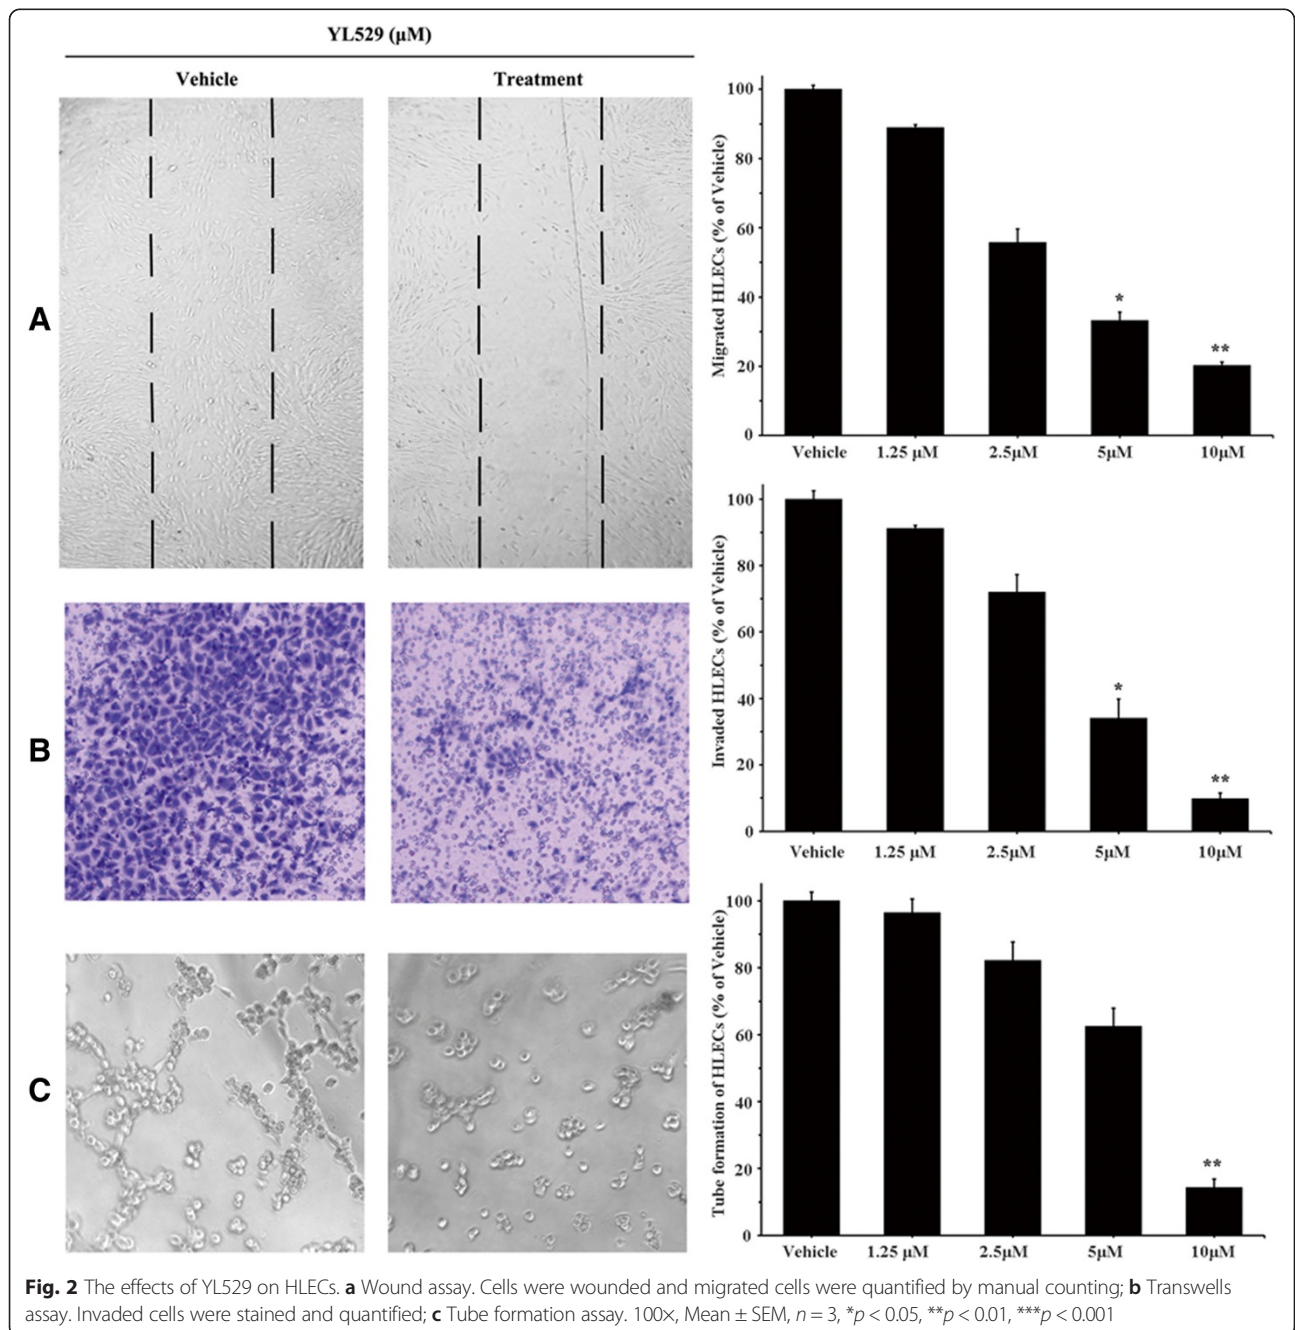 YL529 (μM)
Vehicle
Treatment
A
Migrated HLECs (% of Vehicle)
100
80
60
40
20
0
*
**
Vehicle
1.25 μM
2.5μM
5μM
10μM
B
Invaded HLECs (% of Vehicle)
100
80
60
40
20
0
*
**
Vehicle
1.25 μM
2.5μM
5μM
10μM
C
Tube formation of HLECs (% of Vehicle)
100
80
60
40
20
0
**
Vehicle
1.25 μM
2.5μM
5μM
10μM
Fig. 2 The effects of YL529 on HLECs. a Wound assay. Cells were wounded and migrated cells were quantified by manual counting; b Transwells
assay. Invaded cells were stained and quantified; c Tube formation assay. 100×, Mean ± SEM, n = 3, *p < 0.05, **p < 0.01, ***p < 0.001